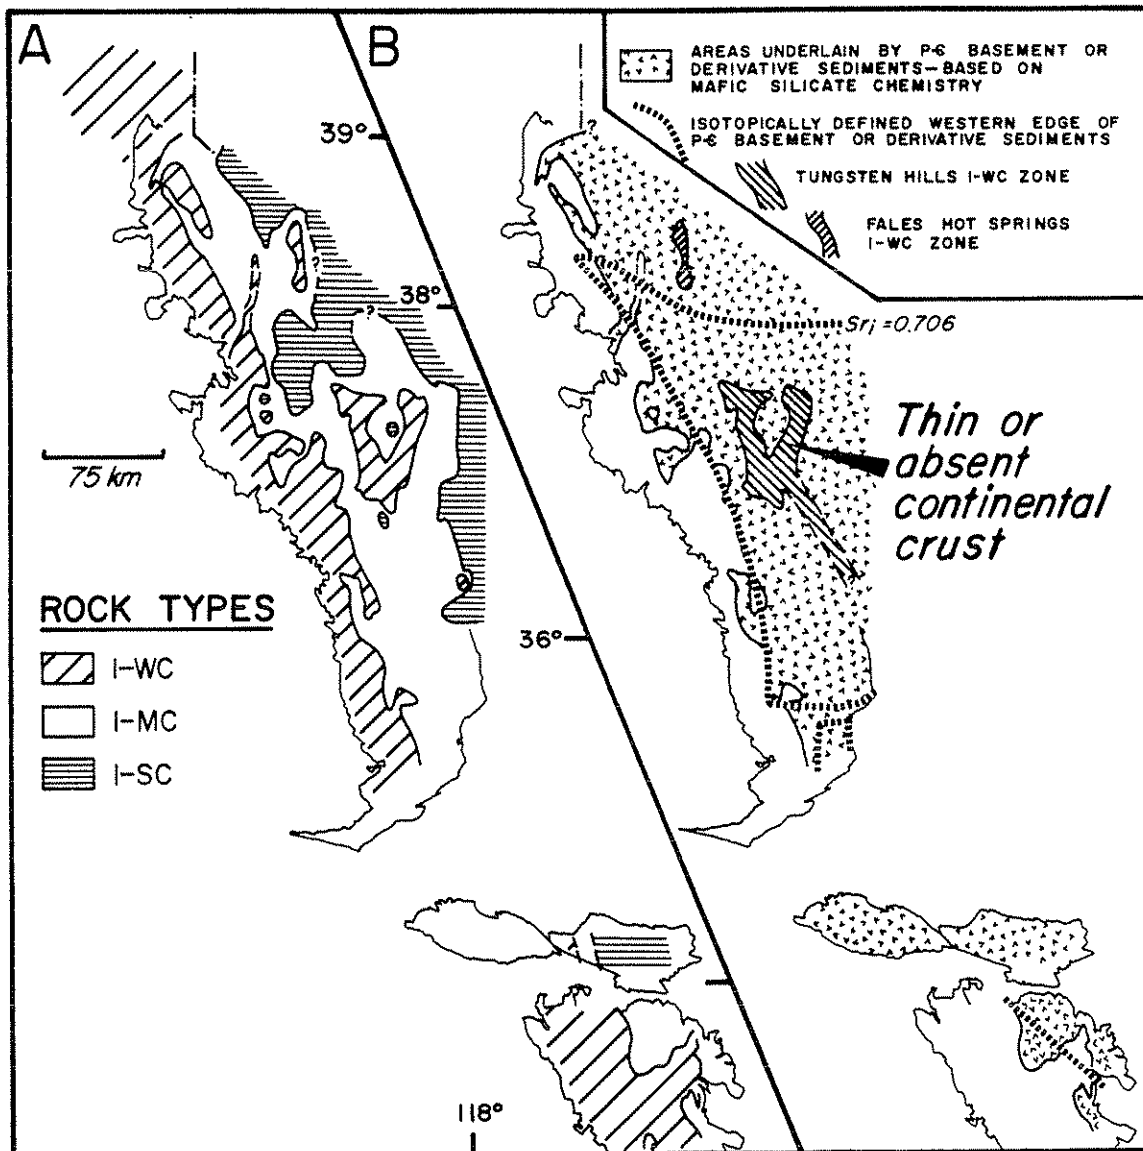 A
B
AREAS UNDERLAIN BY P-Є BASEMENT OR
DERIVATIVE SEDIMENTS—BASED ON
MAFIC SILICATE CHEMISTRY
ISOTOPICALLY DEFINED WESTERN EDGE OF
P-Є BASEMENT OR DERIVATIVE SEDIMENTS
TUNGSTEN HILLS I-WC ZONE
FALES HOT SPRINGS
I-WC ZONE
39°
?
?
38°
?
Sri =0.706
75 km
Thin or
absent
continental
crust
ROCK TYPES
I-WC
I-MC
I-SC
36°
118°